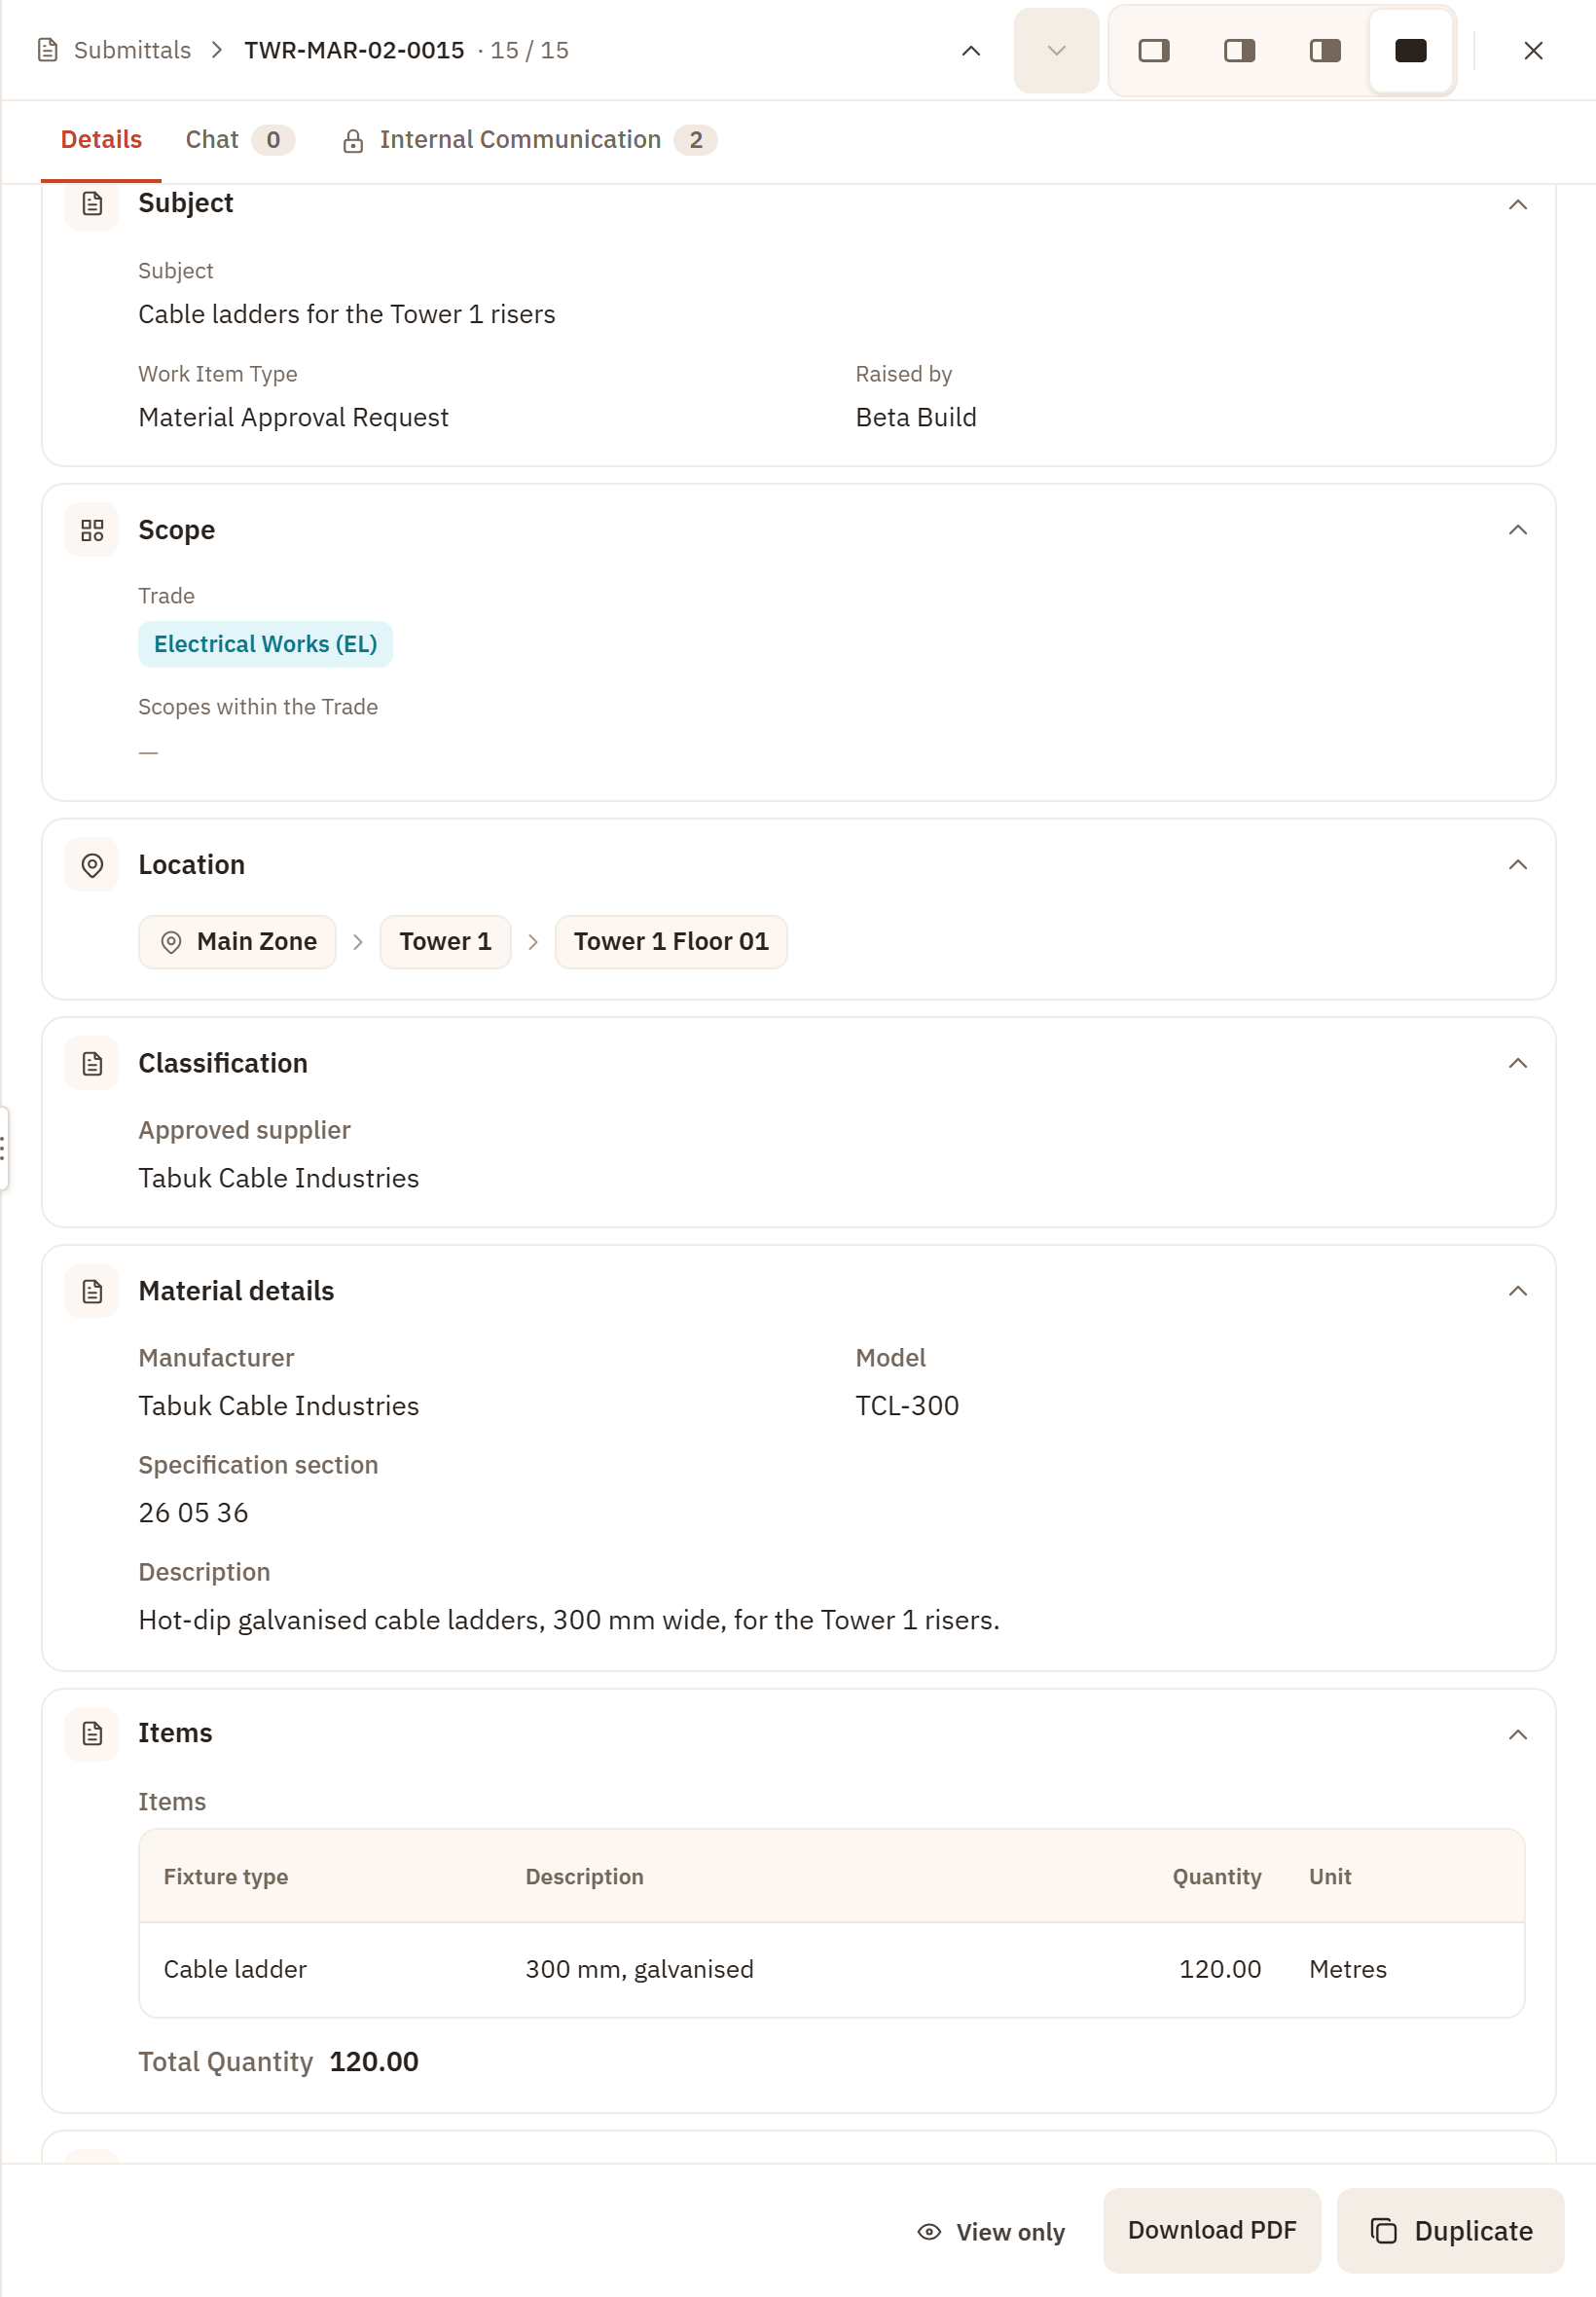 Submittals > TWR-MAR-02-0015 · 15 / 15
Details Chat 0 Internal Communication 2
Subject
Subject
Cable ladders for the Tower 1 risers
Work Item Type Raised by
Material Approval Request Beta Build
Scope
Trade
Electrical Works (EL)
Scopes within the Trade
—
Location
Main Zone > Tower 1 > Tower 1 Floor 01
Classification
Approved supplier
Tabuk Cable Industries
Material details
Manufacturer Model
Tabuk Cable Industries TCL-300
Specification section
26 05 36
Description
Hot-dip galvanised cable ladders, 300 mm wide, for the Tower 1 risers.
Items
Items
Fixture type Description Quantity Unit
Cable ladder 300 mm, galvanised 120.00 Metres
Total Quantity 120.00
View only Download PDF Duplicate